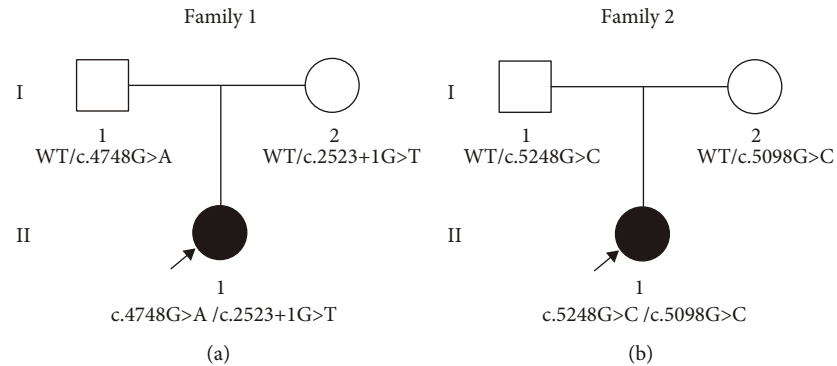 Family 1
I
1
2
WT/c.4748G>A
WT/c.2523+1G>T
II
1
c.4748G>A /c.2523+1G>T
(a)
Family 2
I
1
2
WT/c.5248G>C
WT/c.5098G>C
II
1
c.5248G>C /c.5098G>C
(b)